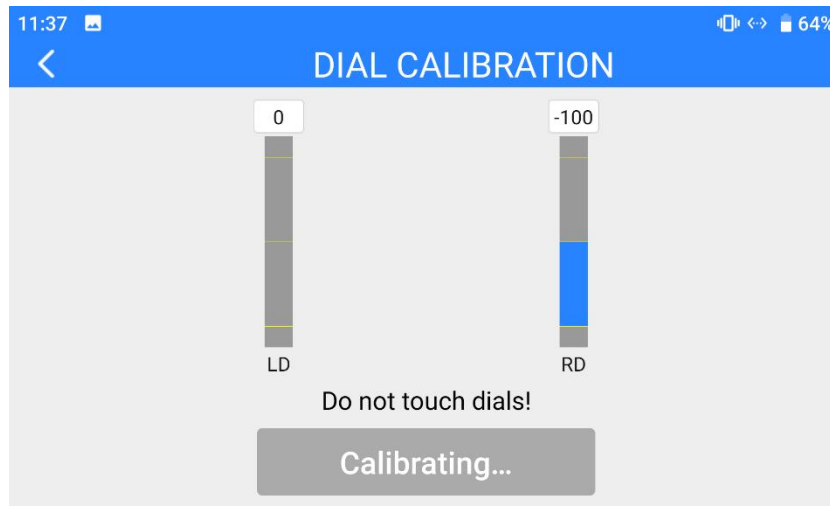 11:37 64%
DIAL CALIBRATION
0 -100
LD RD
Do not touch dials!
Calibrating...